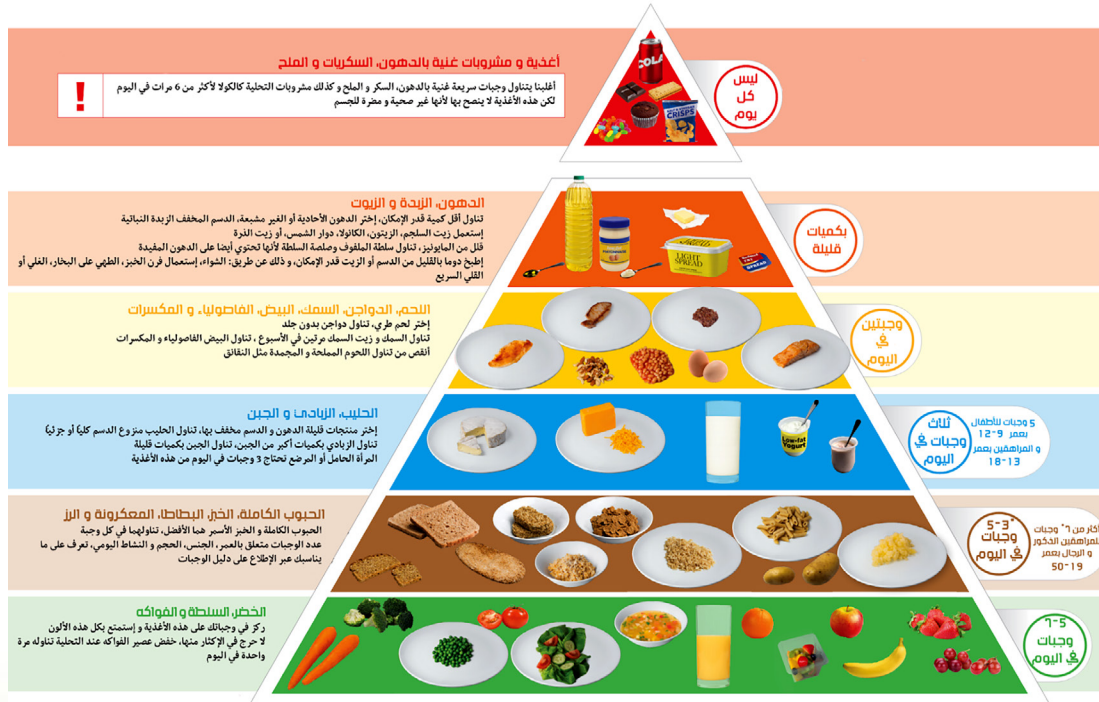 أغذية و مشروبات غنية بالدهون، السكريات و الملح
أغلبنا يتناول وجبات سريعة غنية بالدهون، السكر و الملح و كذلك مشروبات التحلية كالكولا لأكثر من 6 مرات في اليوم
لكن هذه الأغذية لا ينصح بها لأنها غير صحية و مضرة للجسم
!
ليس
كل
يوم
COLA
CRISPS
الدهون، الزبدة و الزيوت
تناول أقل كمية قدر الإمكان، إختر الدهون الأحادية أو الغير مشبعة، الدسم المخفف الزبدة النباتية
إستعمل زيت السلجم، الزيتون، الكانولا، دوار الشمس، أو زيت الذرة
قلل من المايونيز، تناول سلطة الملفوف وصلصة السلطة لأنها تحتوي أيضا على الدهون المفيدة
إطبخ دوما بالقليل من الدسم أو الزيت قدر الإمكان، و ذلك عن طريق: الشواء، إستعمال فرن الخبز، الطهي على البخار، الغلي أو
القلي السريع
بكميات
قليلة
LIGHT
SPREAD
SPREAD
اللحم، الدواجن، السمك، البيض، الفاصولياء و المكسرات
إختر لحم طري، تناول دواجن بدون جلد
تناول السمك و زيت السمك مرتين في الأسبوع ، تناول البيض الفاصولياء و المكسرات
أنقص من تناول اللحوم المملحة و المجمدة مثل النقانق
وجبتين
في
اليوم
الحليب، الزبادي و الجبن
إختر منتجات قليلة الدهون و الدسم مخفف بها، تناول الحليب منزوع الدسم كليًا أو جزئيًا
تناول الزبادي بكميات أكبر من الجبن، تناول الجبن بكميات قليلة
المرأة الحامل أو المرضع تحتاج 3 وجبات في اليوم من هذه الأغذية
Low-fat
Yogurt
ثلاث
وجبات في
اليوم
5 وجبات للأطفال
بعمر 9-12
و المراهقين بعمر
13-18
الحبوب الكاملة، الخبز، البطاطا، المعكرونة و الرز
الحبوب الكاملة و الخبز الأسمر هما الأفضل، تناولهما في كل وجبة
عدد الوجبات متعلق بالعمر، الجنس، الحجم و النشاط اليومي، تعرف على ما
يناسبك عبر الإطلاع على دليل الوجبات
3-5*
وجبات
في اليوم
أكثر من 6* وجبات
للمراهقين الذكور
و الرجال بعمر
19-50
الخضر، السلطة و الفواكه
ركز في وجباتك على هذه الأغذية و إستمتع بكل هذه الألون
لا حرج في الإكثار منها، خفض عصير الفواكه عند التحلية تناوله مرة
واحدة في اليوم
5-6
وجبات
في اليوم